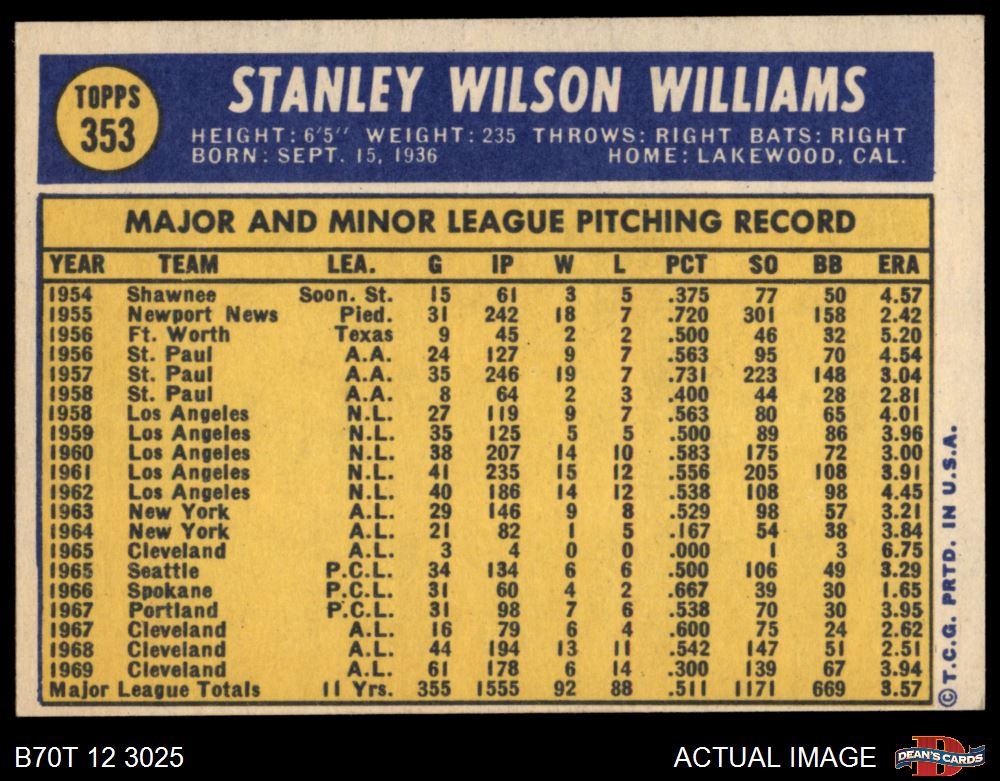 TOPPS
353
STANLEY WILSON WILLIAMS
HEIGHT: 6'5" WEIGHT: 235 THROWS: RIGHT BATS: RIGHT
BORN: SEPT. 15, 1936 HOME: LAKEWOOD, CAL.
MAJOR AND MINOR LEAGUE PITCHING RECORD
YEAR TEAM LEA. G IP W L PCT SO BB ERA
1954 Shawnee Soon. St. 15 61 3 5 .375 77 50 4.57
1955 Newport News Pied. 31 242 18 7 .720 301 158 2.42
1956 Ft. Worth Texas 9 45 2 2 .500 46 32 5.20
1956 St. Paul A.A. 24 127 9 7 .563 95 70 4.54
1957 St. Paul A.A. 35 246 19 7 .731 223 148 3.04
1958 St. Paul A.A. 8 64 2 3 .400 44 28 2.81
1958 Los Angeles N.L. 27 119 9 7 .563 80 65 4.01
1959 Los Angeles N.L. 35 125 5 5 .500 89 86 3.96
1960 Los Angeles N.L. 38 207 14 10 .583 175 72 3.00
1961 Los Angeles N.L. 41 235 15 12 .556 205 108 3.91
1962 Los Angeles N.L. 40 186 14 12 .538 108 98 4.45
1963 New York A.L. 29 146 9 8 .529 98 57 3.21
1964 New York A.L. 21 82 1 5 .167 54 38 3.84
1965 Cleveland A.L. 3 4 0 0 .000 1 3 6.75
1965 Seattle P.C.L. 34 134 6 6 .500 106 49 3.29
1966 Spokane P.C.L. 31 60 4 2 .667 39 30 1.65
1967 Portland P.C.L. 31 98 7 6 .538 70 30 3.95
1967 Cleveland A.L. 16 79 6 4 .600 75 24 2.62
1968 Cleveland A.L. 44 194 13 11 .542 147 51 2.51
1969 Cleveland A.L. 61 178 6 14 .300 139 67 3.94
Major League Totals 11 Yrs. 355 1555 92 88 .511 1171 669 3.57
©T.C.G. PRTD. IN U.S.A.
B70T 12 3025 ACTUAL IMAGE
DEAN'S CARDS